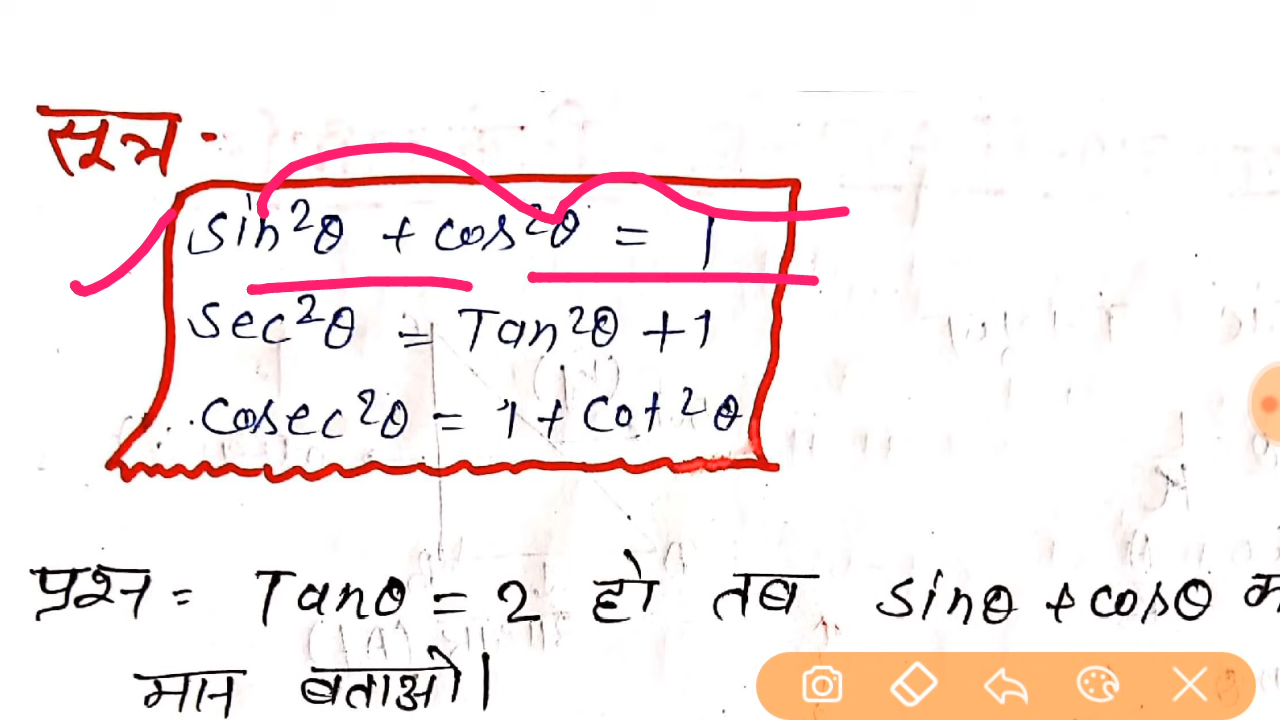 सूत्र -
sin²θ + cos²θ = 1
sec²θ = Tan²θ + 1
cosec²θ = 1 + cot²θ
प्रश्न = Tanθ = 2 हो तब sinθ + cosθ
मान बताओ।